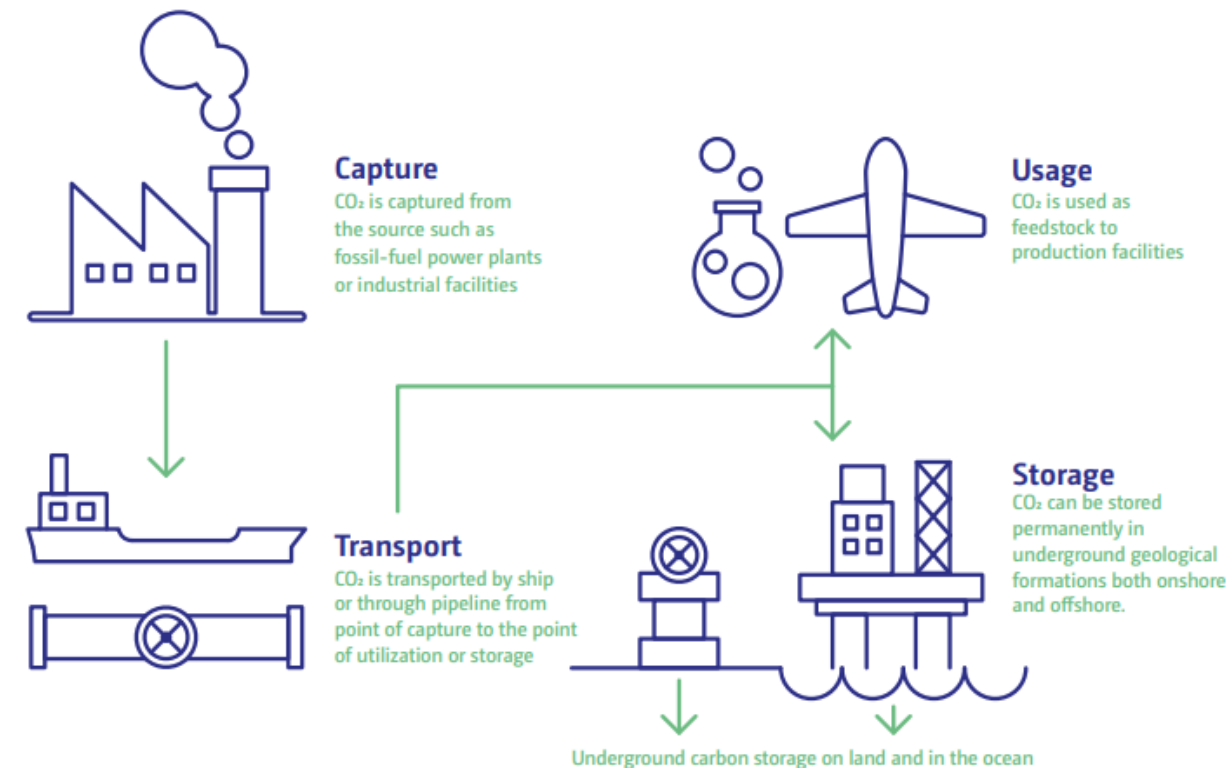 Capture
CO₂ is captured from
the source such as
fossil-fuel power plants
or industrial facilities
Usage
CO₂ is used as
feedstock to
production facilities
Transport
CO₂ is transported by ship
or through pipeline from
point of capture to the point
of utilization or storage
Storage
CO₂ can be stored
permanently in
underground geological
formations both onshore
and offshore.
Underground carbon storage on land and in the ocean